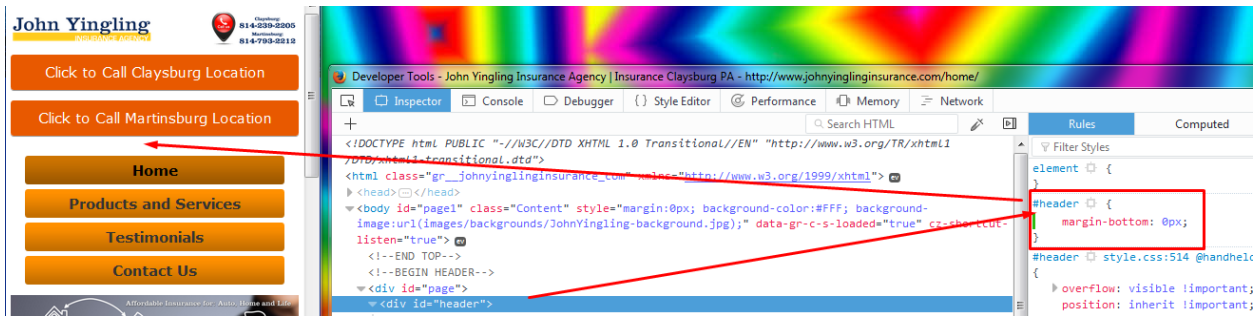 John Yingling
INSURANCE AGENCY
Claysburg:
814-239-2205
Martinsburg:
814-793-2212
Click to Call Claysburg Location
Click to Call Martinsburg Location
Home
Products and Services
Testimonials
Contact Us
Affordable Insurance for Auto, Home and Life
Developer Tools - John Yingling Insurance Agency | Insurance Claysburg PA - http://www.johnyinglinginsurance.com/home/
Inspector Console Debugger {} Style Editor Performance Memory Network
+ Search HTML
<!DOCTYPE html PUBLIC "-//W3C//DTD XHTML 1.0 Transitional//EN" "http://www.w3.org/TR/xhtml1
/DTD/xhtml1-transitional.dtd">
<html class="gr__johnyinglinginsurance_com" xmlns="http://www.w3.org/1999/xhtml"> ev
<head></head>
<body id="page1" class="Content" style="margin:0px; background-color:#FFF; background-
image:url(images/backgrounds/JohnYingling-background.jpg);" data-gr-c-s-loaded="true" cz-shortcut-
listen="true"> ev
<!--END TOP-->
<!--BEGIN HEADER-->
<div id="page">
<div id="header">
Rules Computed
Filter Styles
element {
}
#header {
margin-bottom: 0px;
}
#header style.css:514 @handheld
{
overflow: visible !important;
position: inherit !important;